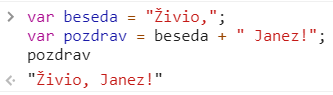 > var beseda = "Živio,";
var pozdrav = beseda + " Janez!";
pozdrav
"Živio, Janez!"